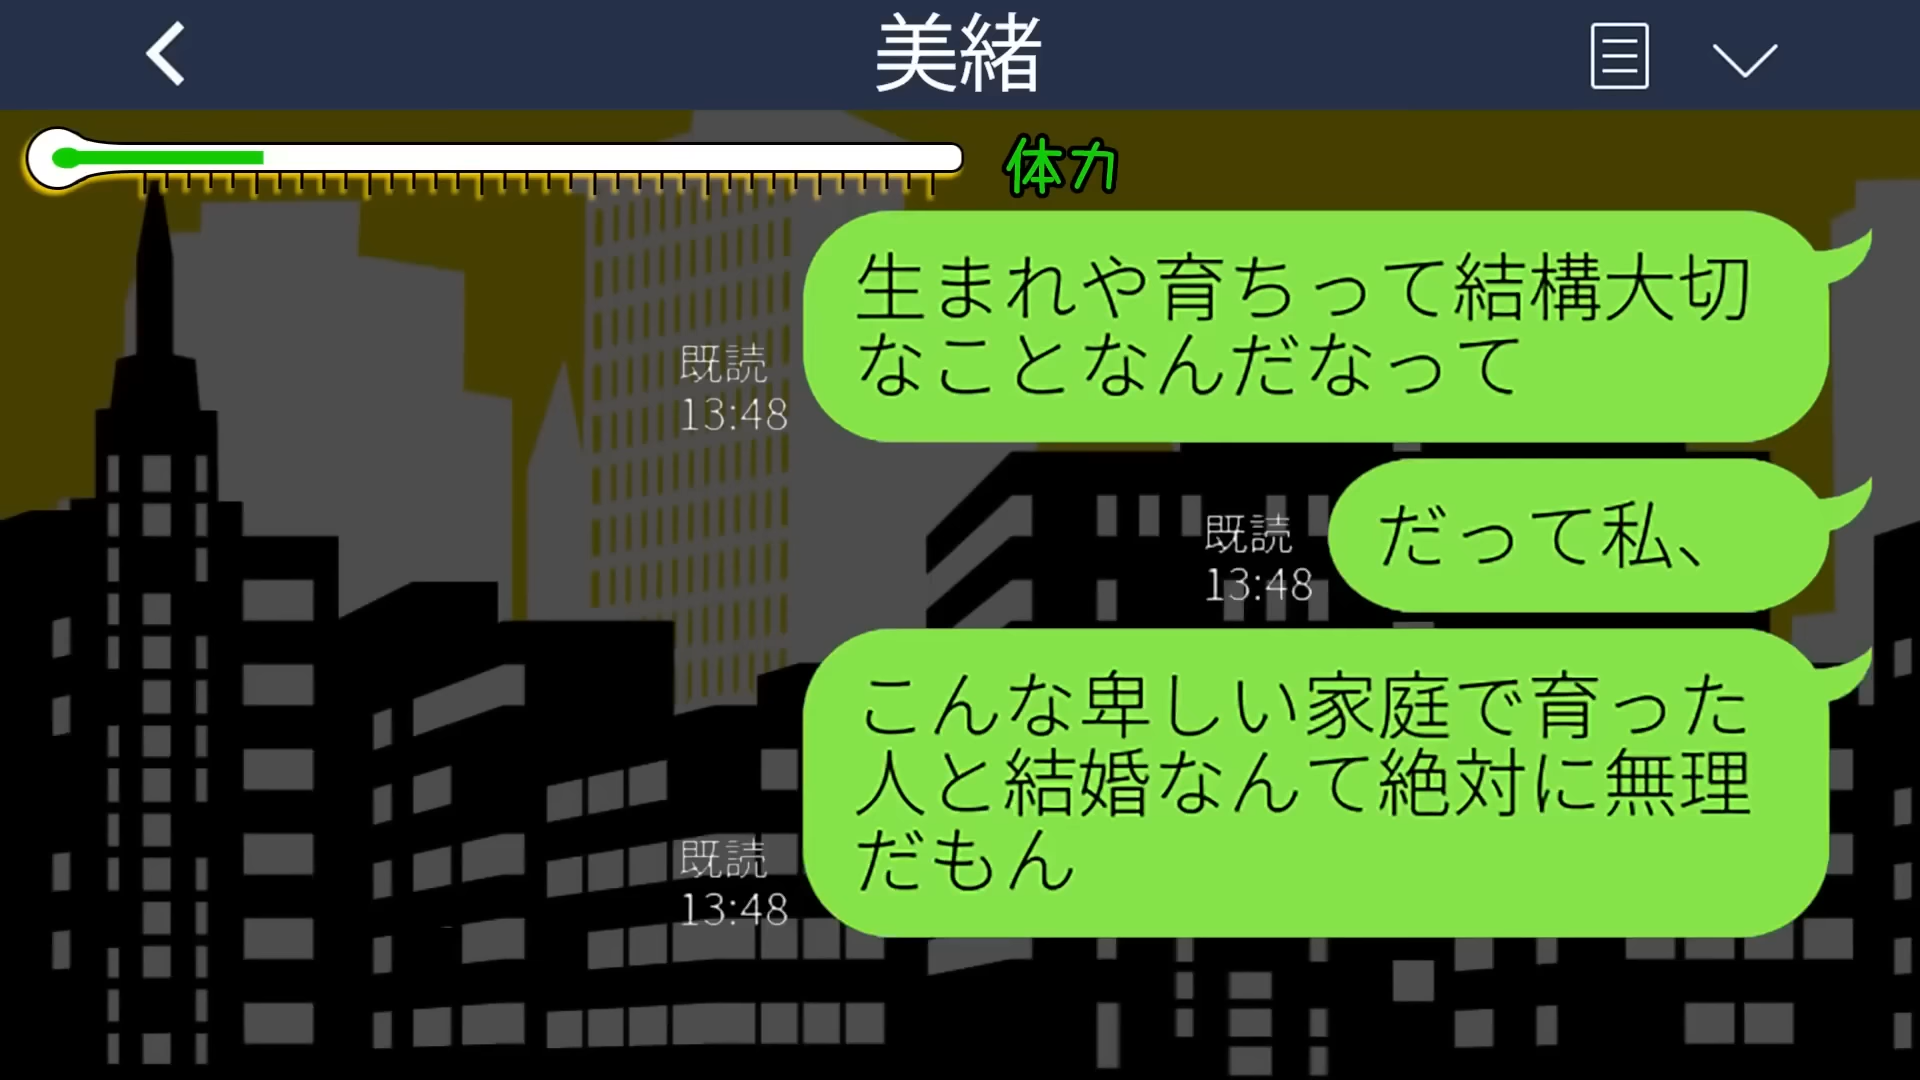 美緒
体力
生まれや育ちって結構大切
なことなんだなって
既読
13:48
だって私、
既読
13:48
こんな卑しい家庭で育った
人と結婚なんて絶対に無理
だもん
既読
13:48